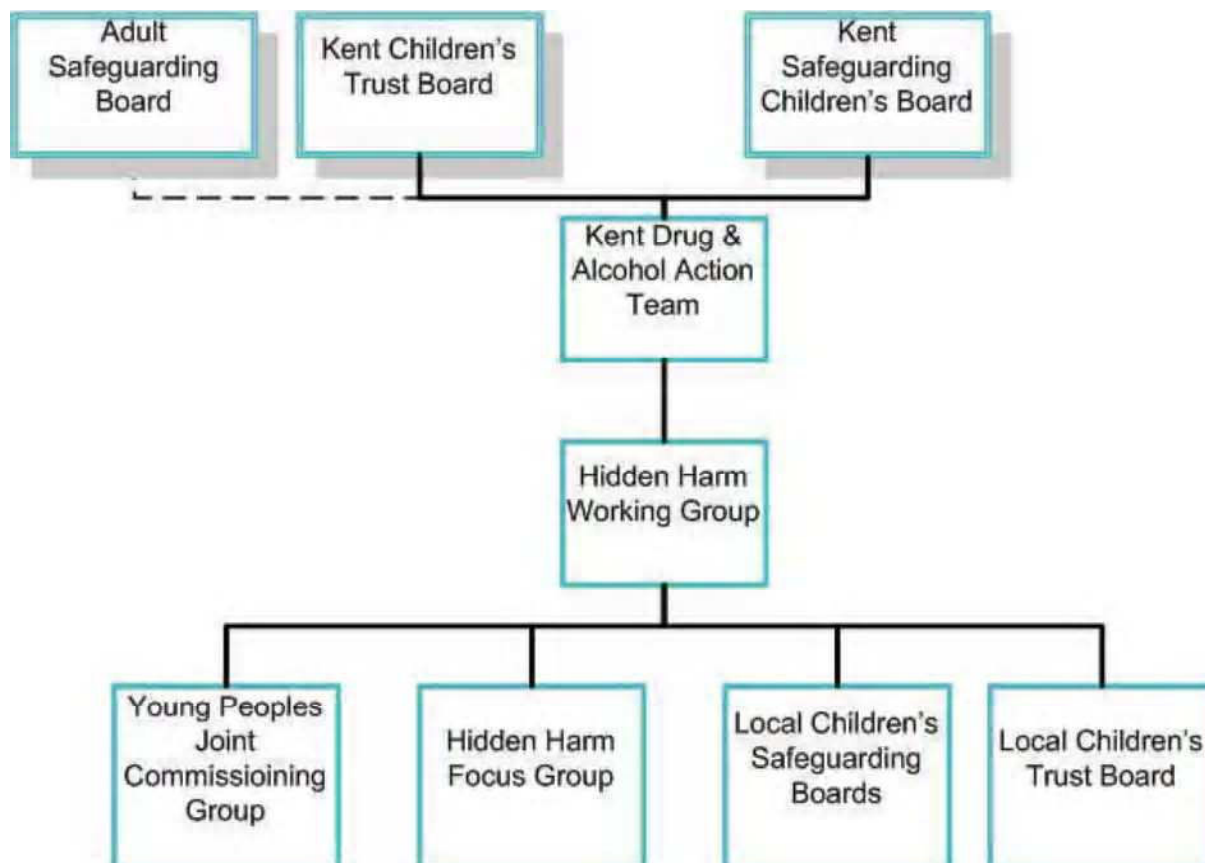 Adult
Safeguarding
Board
Kent Children's
Trust Board
Kent
Safeguarding
Children's Board
Kent Drug &
Alcohol Action
Team
Hidden Harm
Working Group
Young Peoples
Joint
Commissioining
Group
Hidden Harm
Focus Group
Local Children's
Safeguarding
Boards
Local Children's
Trust Board